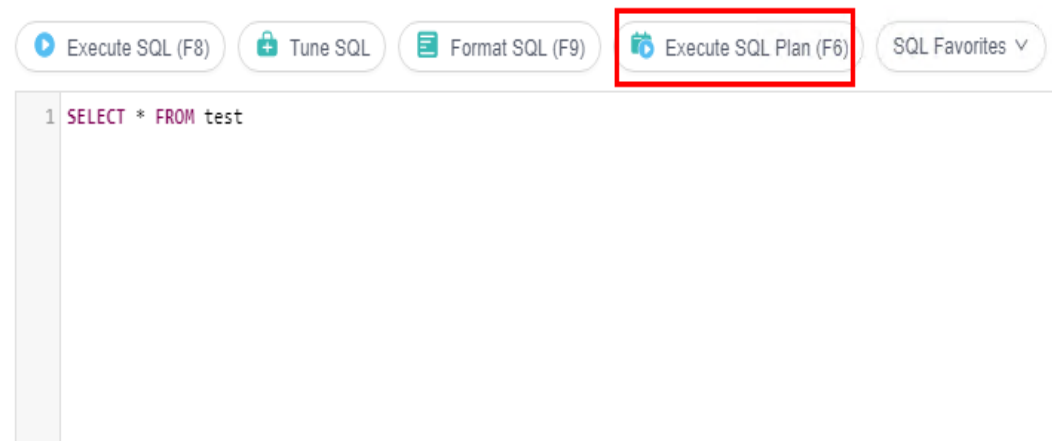 Execute SQL (F8) Tune SQL Format SQL (F9) Execute SQL Plan (F6) SQL Favorites
1 SELECT * FROM test